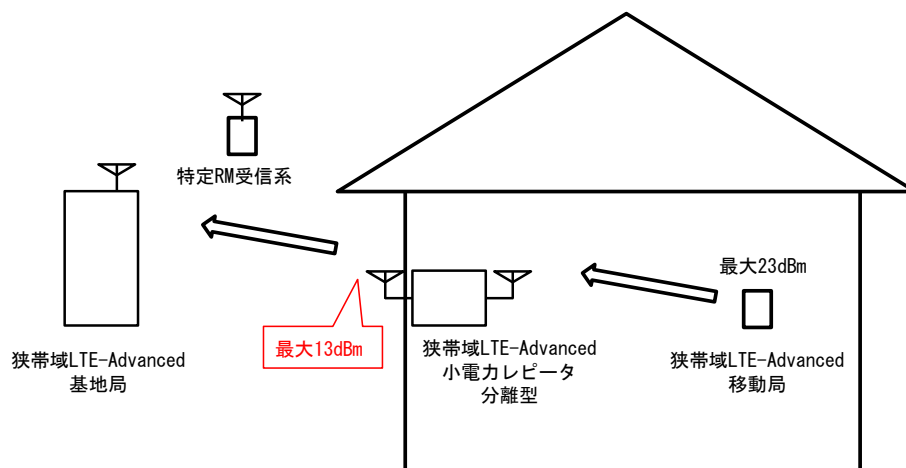 特定RM受信系
最大23dBm
最大13dBm
狭帯域LTE-Advanced
基地局
狭帯域LTE-Advanced
小電力レピータ
分離型
狭帯域LTE-Advanced
移動局